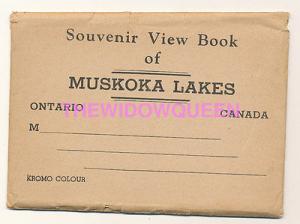 Souvenir View Book
of
MUSKOKA LAKES
ONTARIO CANADA
THEWIDOWQUEEN
M
KROMO COLOUR